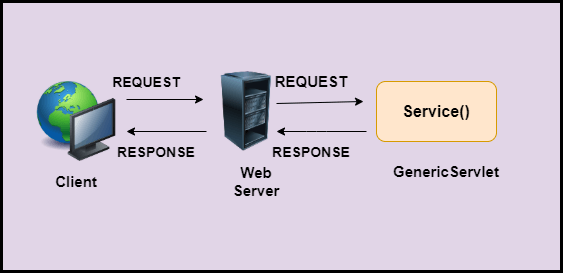 REQUEST
REQUEST
Service()
RESPONSE
RESPONSE
Client
Web
Server
GenericServlet